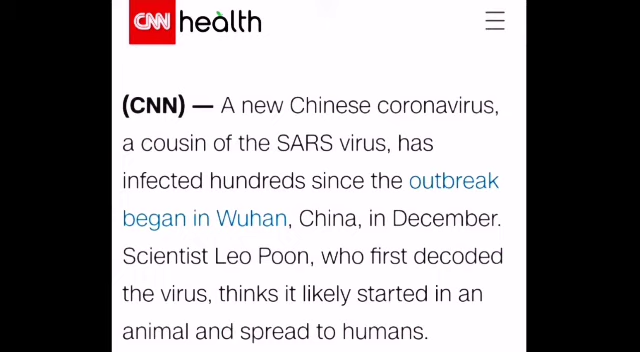 CNN health
(CNN) — A new Chinese coronavirus,
a cousin of the SARS virus, has
infected hundreds since the outbreak
began in Wuhan, China, in December.
Scientist Leo Poon, who first decoded
the virus, thinks it likely started in an
animal and spread to humans.